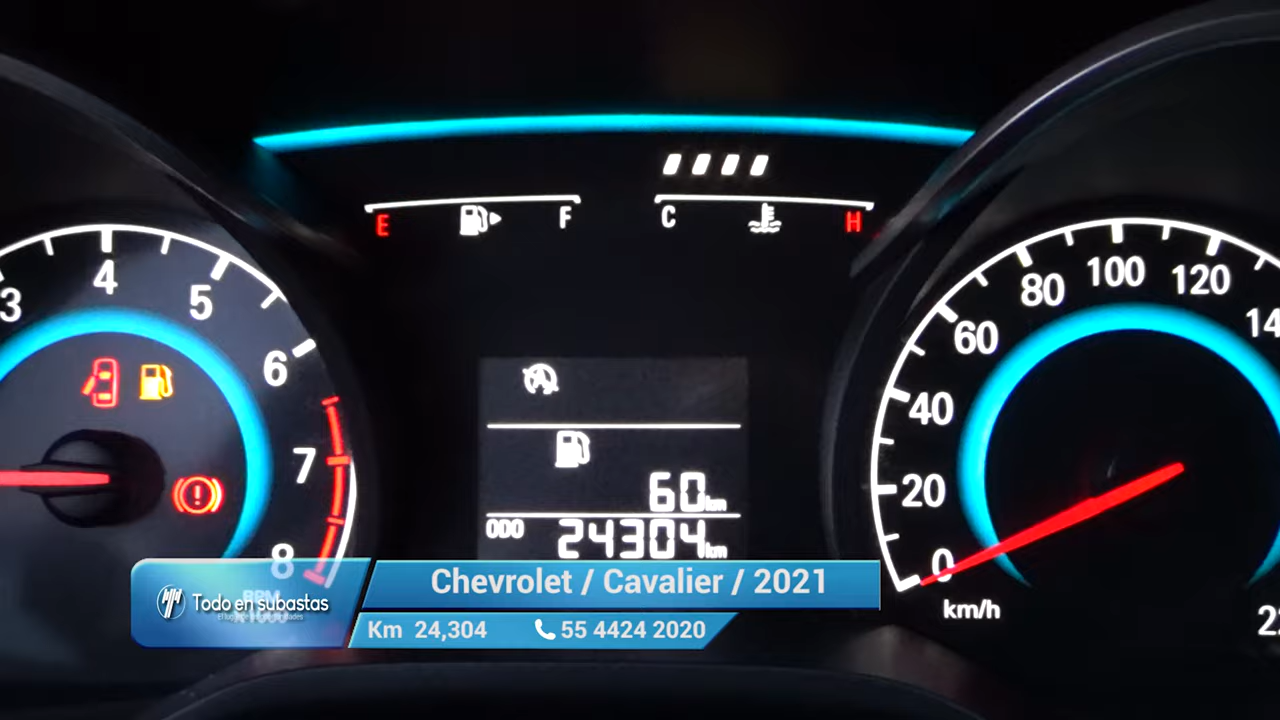 E F C H
3 4 5 6 7 8
60 km
ODO 24304 km
0 20 40 60 80 100 120
km/h
Chevrolet / Cavalier / 2021
Todo en subastas
Km 24,304 55 4424 2020